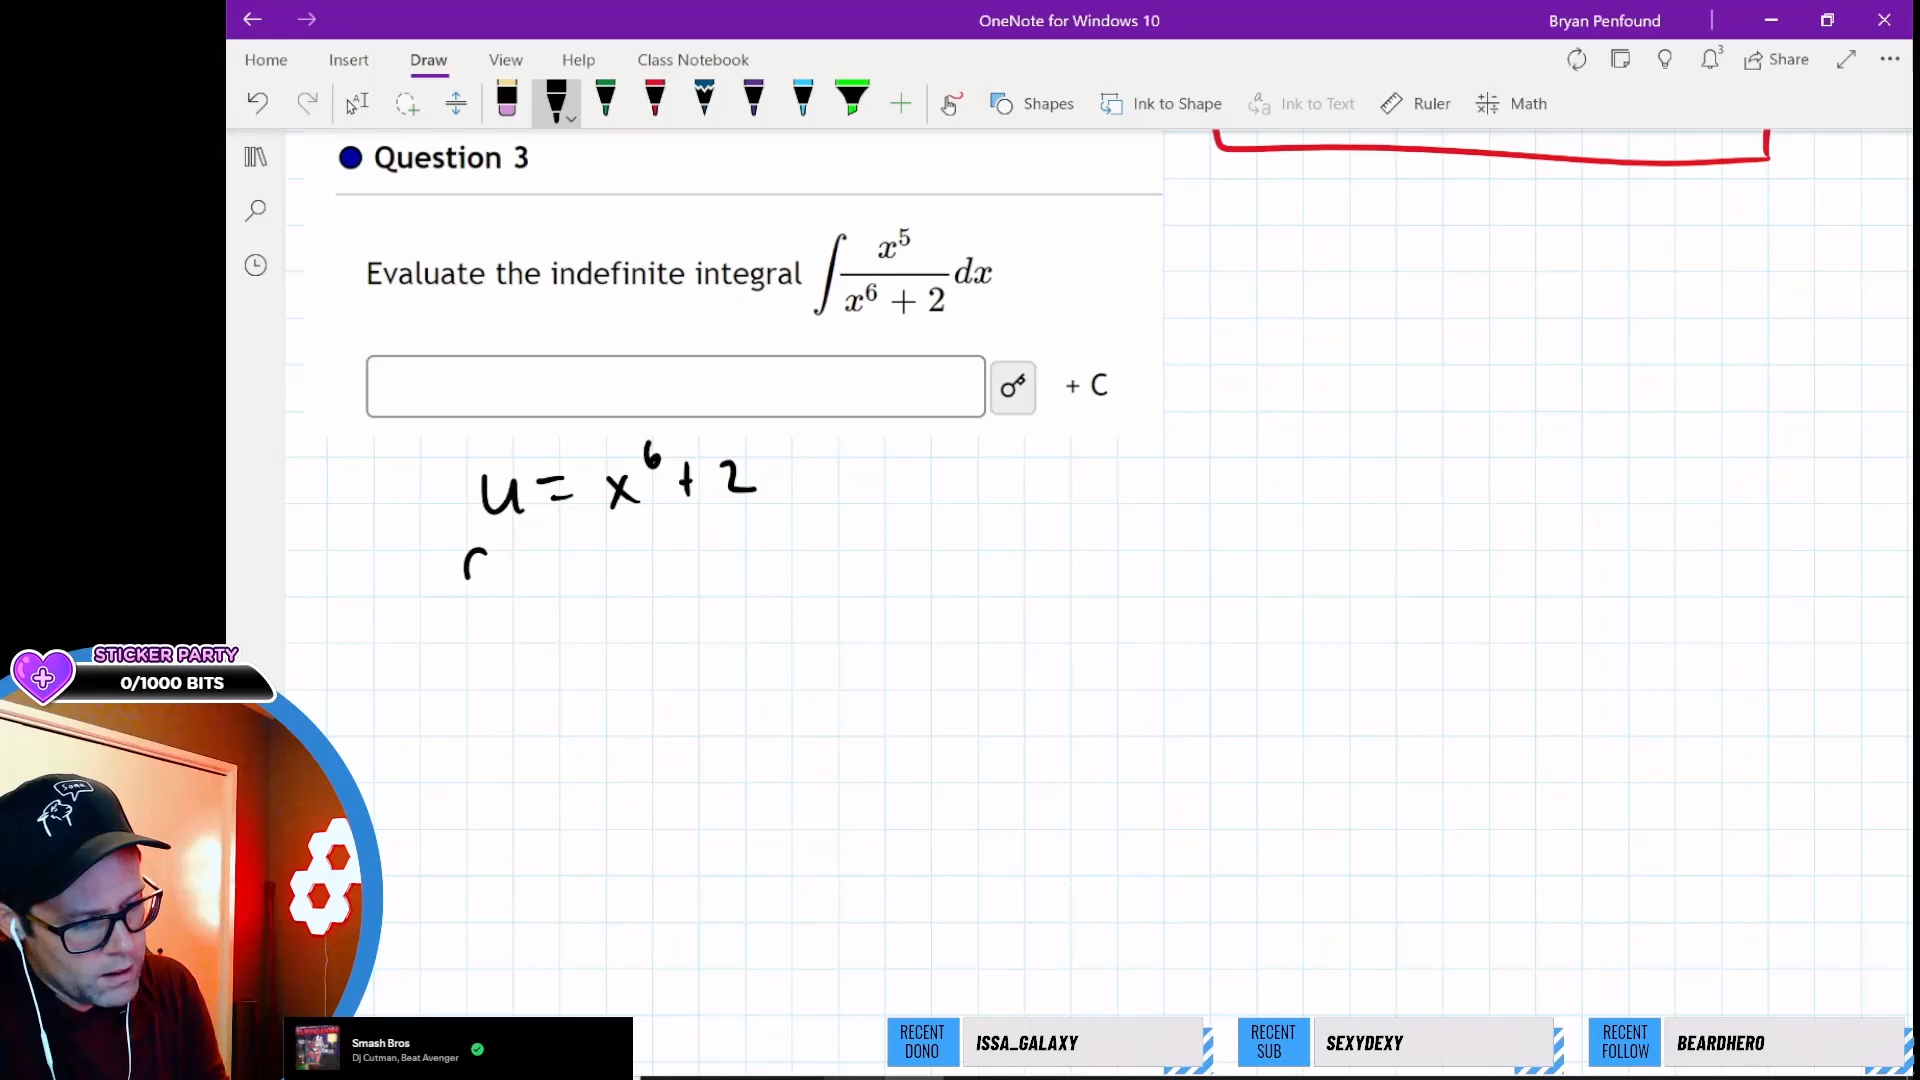 OneNote for Windows 10
Bryan Penfound
Home Insert Draw View Help Class Notebook
3 Share
Shapes Ink to Shape Ink to Text Ruler Math
Question 3
Evaluate the indefinite integral ∫ x^5 / (x^6 + 2) dx
+ C
u = x^6 + 2
STICKER PARTY
0/1000 BITS
Smash Bros
Dj Cutman, Beat Avenger
RECENT DONO ISSA_GALAXY
RECENT SUB SEXYDEXY
RECENT FOLLOW BEARDHERO